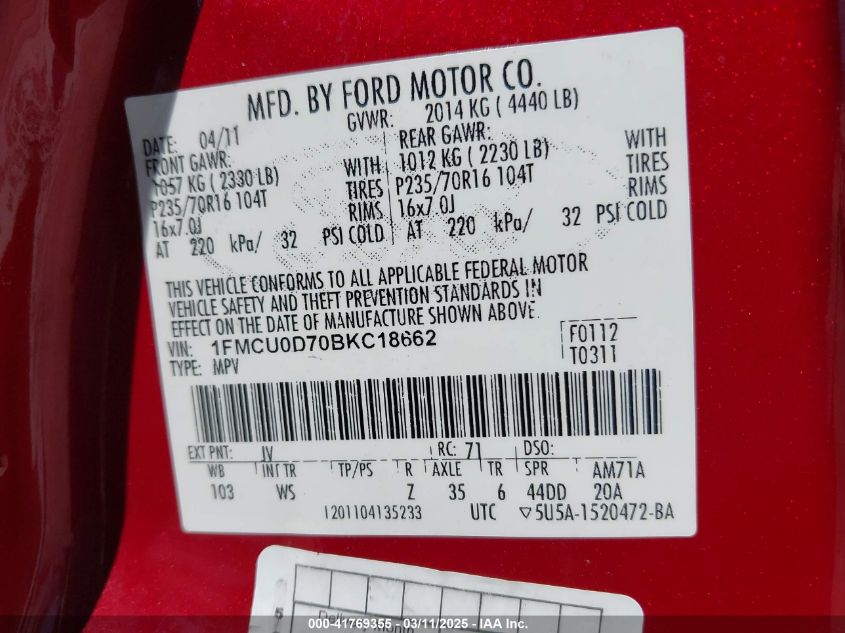 MFD. BY FORD MOTOR CO.
DATE: 04/11 GVWR: 2014 KG ( 4440 LB)
FRONT GAWR: REAR GAWR:
1057 KG ( 2330 LB) WITH 1012 KG ( 2230 LB) WITH
P235/70R16 104T TIRES P235/70R16 104T TIRES
16x7.0J RIMS 16x7.0J RIMS
AT 220 kPa/ 32 PSI COLD AT 220 kPa/ 32 PSI COLD
THIS VEHICLE CONFORMS TO ALL APPLICABLE FEDERAL MOTOR
VEHICLE SAFETY AND THEFT PREVENTION STANDARDS IN
EFFECT ON THE DATE OF MANUFACTURE SHOWN ABOVE.
VIN: 1FMCU0D70BKC18662 F0112
TYPE: MPV T0311
EXT PNT: JV RC: 71 DSO:
WB INT TR TP/PS R AXLE TR SPR AM71A
103 WS Z 35 6 44DD 20A
I201104135233 UTC ▽5U5A-1520472-BA
5
000-41769355 - 03/11/2025 - IAA Inc.